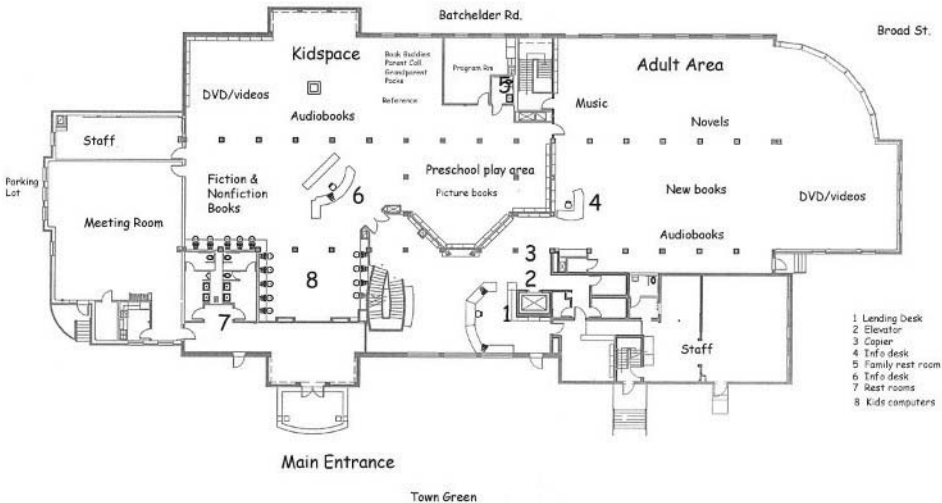 Batchelder Rd.
Broad St.
Kidspace
Book Buddies
Parent Coll.
Grandparent
Packs
Reference
Program Rm
5
Adult Area
DVD/videos
Audiobooks
Music
Novels
Staff
Parking
Lot
Meeting Room
Fiction &
Nonfiction
Books
6
Preschool play area
Picture books
4
New books
DVD/videos
Audiobooks
3
2
8
1
7
Staff
1 Lending Desk
2 Elevator
3 Copier
4 Info desk
5 Family rest room
6 Info desk
7 Rest rooms
8 Kids computers
Main Entrance
Town Green